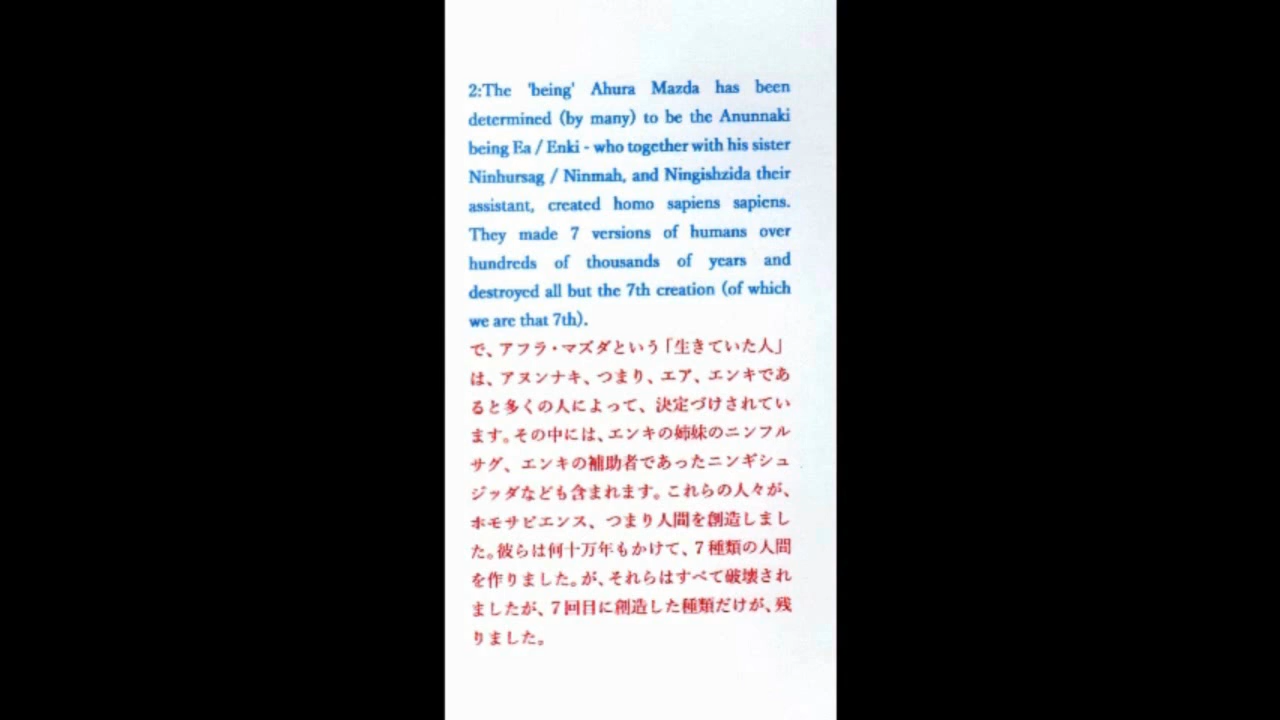 2:The 'being' Ahura Mazda has been
determined (by many) to be the Anunnaki
being Ea / Enki - who together with his sister
Ninhursag / Ninmah, and Ningishzida their
assistant, created homo sapiens sapiens.
They made 7 versions of humans over
hundreds of thousands of years and
destroyed all but the 7th creation (of which
we are that 7th).
で、アフラ・マズダという「生きていた人」
は、アヌンナキ、つまり、エア、エンキであ
ると多くの人によって、決定づけされてい
ます。その中には、エンキの姉妹のニンフル
サグ、エンキの補助者であったニンギシュ
ジッダなども含まれます。これらの人々が、
ホモサピエンス、つまり人間を創造しまし
た。彼らは何十万年もかけて、7種類の人間
を作りました。が、それらはすべて破壊され
ましたが、7回目に創造した種類だけが、残
りました。